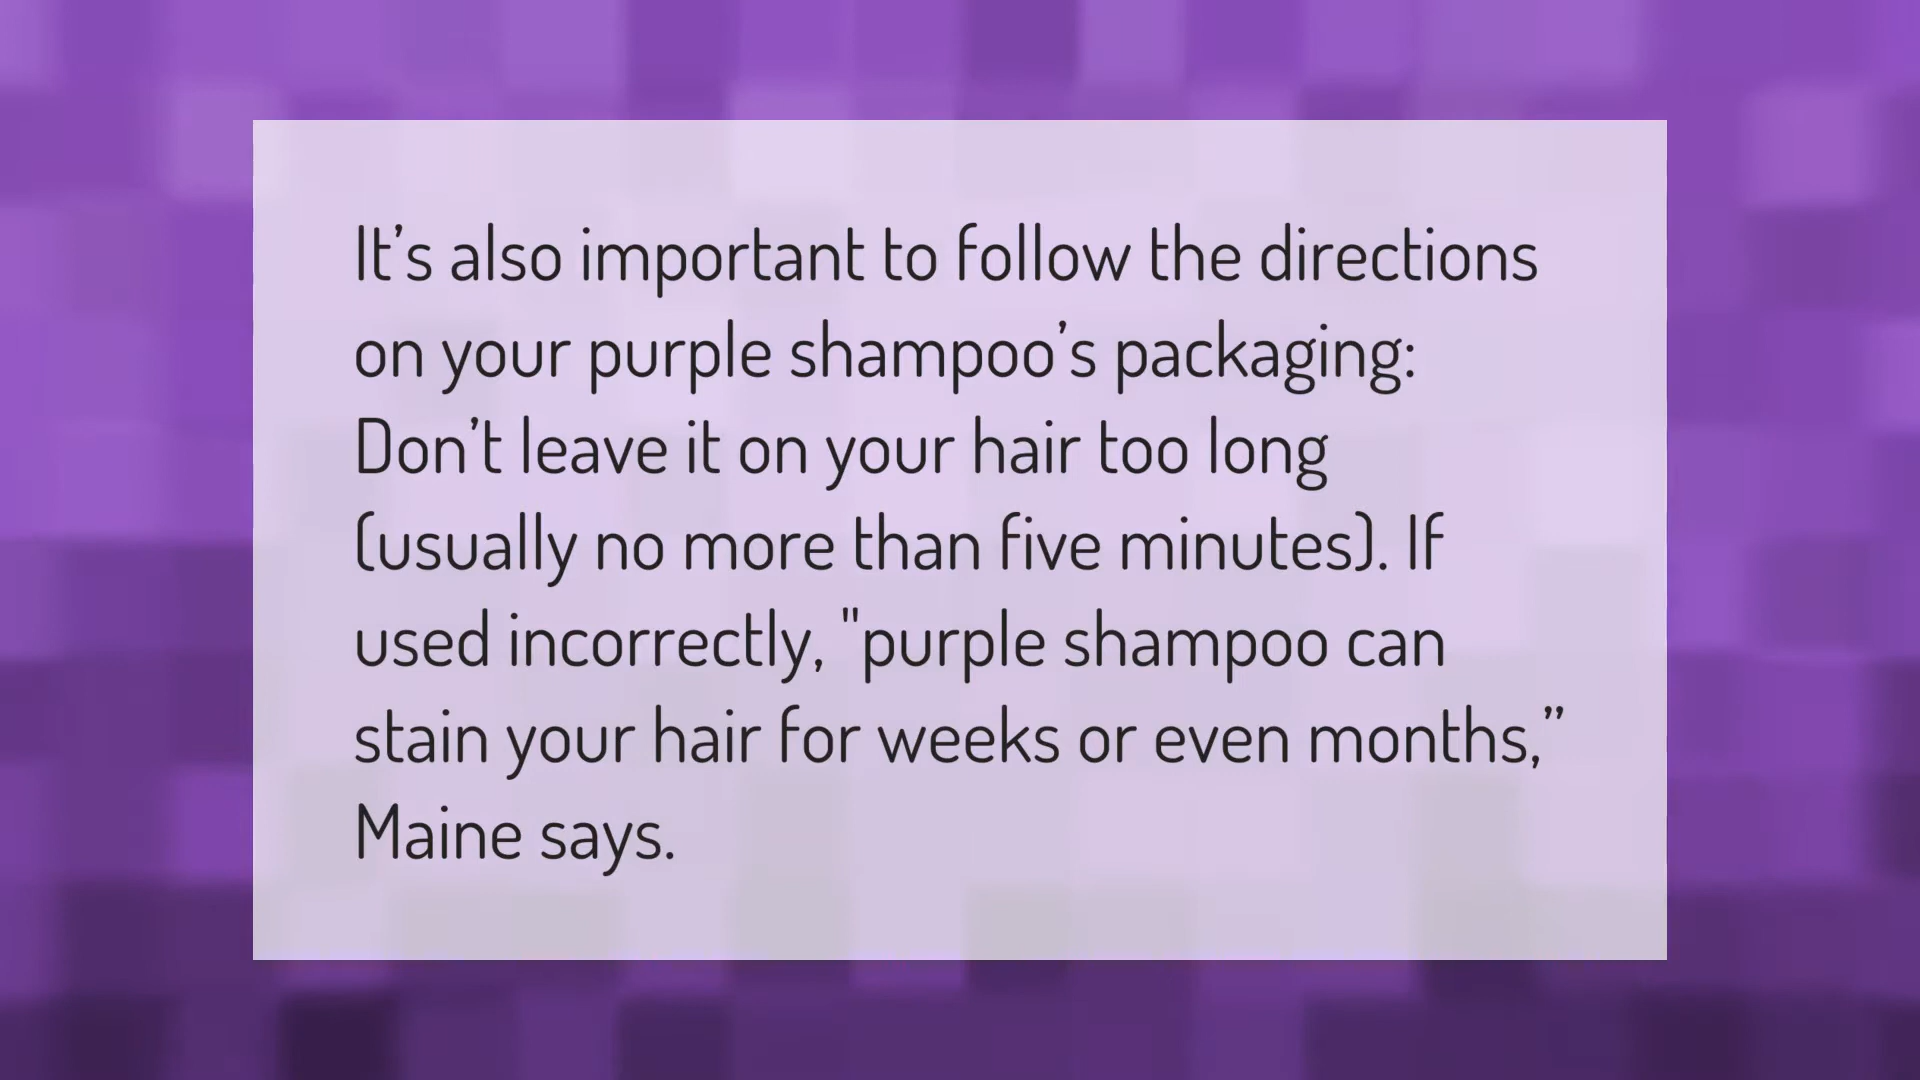 It’s also important to follow the directions
on your purple shampoo’s packaging:
Don’t leave it on your hair too long
(usually no more than five minutes). If
used incorrectly, "purple shampoo can
stain your hair for weeks or even months,”
Maine says.